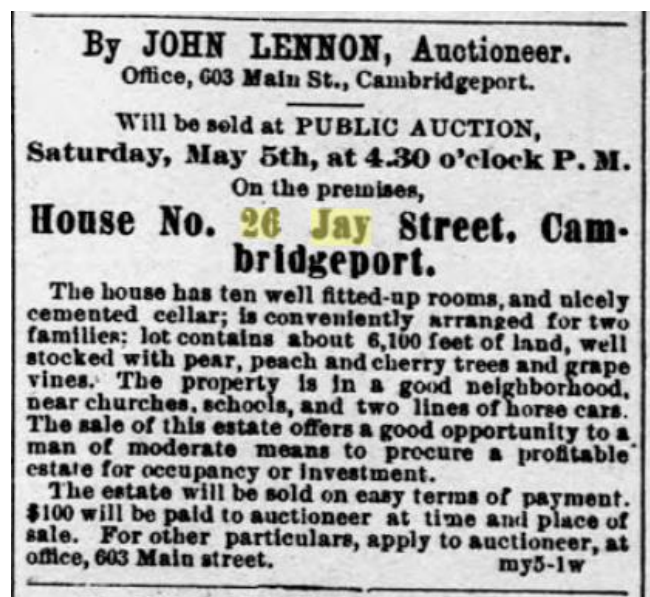 By JOHN LENNON, Auctioneer.
Office, 603 Main St., Cambridgeport.
Will be sold at PUBLIC AUCTION,
Saturday, May 5th, at 4.30 o'clock P. M.
On the premises,
House No. 26 Jay Street, Cam-
bridgeport.
The house has ten well fitted-up rooms, and nicely
cemented cellar; is conveniently arranged for two
families; lot contains about 6,100 feet of land, well
stocked with pear, peach and cherry trees and grape
vines. The property is in a good neighborhood,
near churches, schools, and two lines of horse cars.
The sale of this estate offers a good opportunity to a
man of moderate means to procure a profitable
estate for occupancy or investment.
The estate will be sold on easy terms of payment.
$100 will be paid to auctioneer at time and place of
sale. For other particulars, apply to auctioneer, at
office, 603 Main street. my5-1w